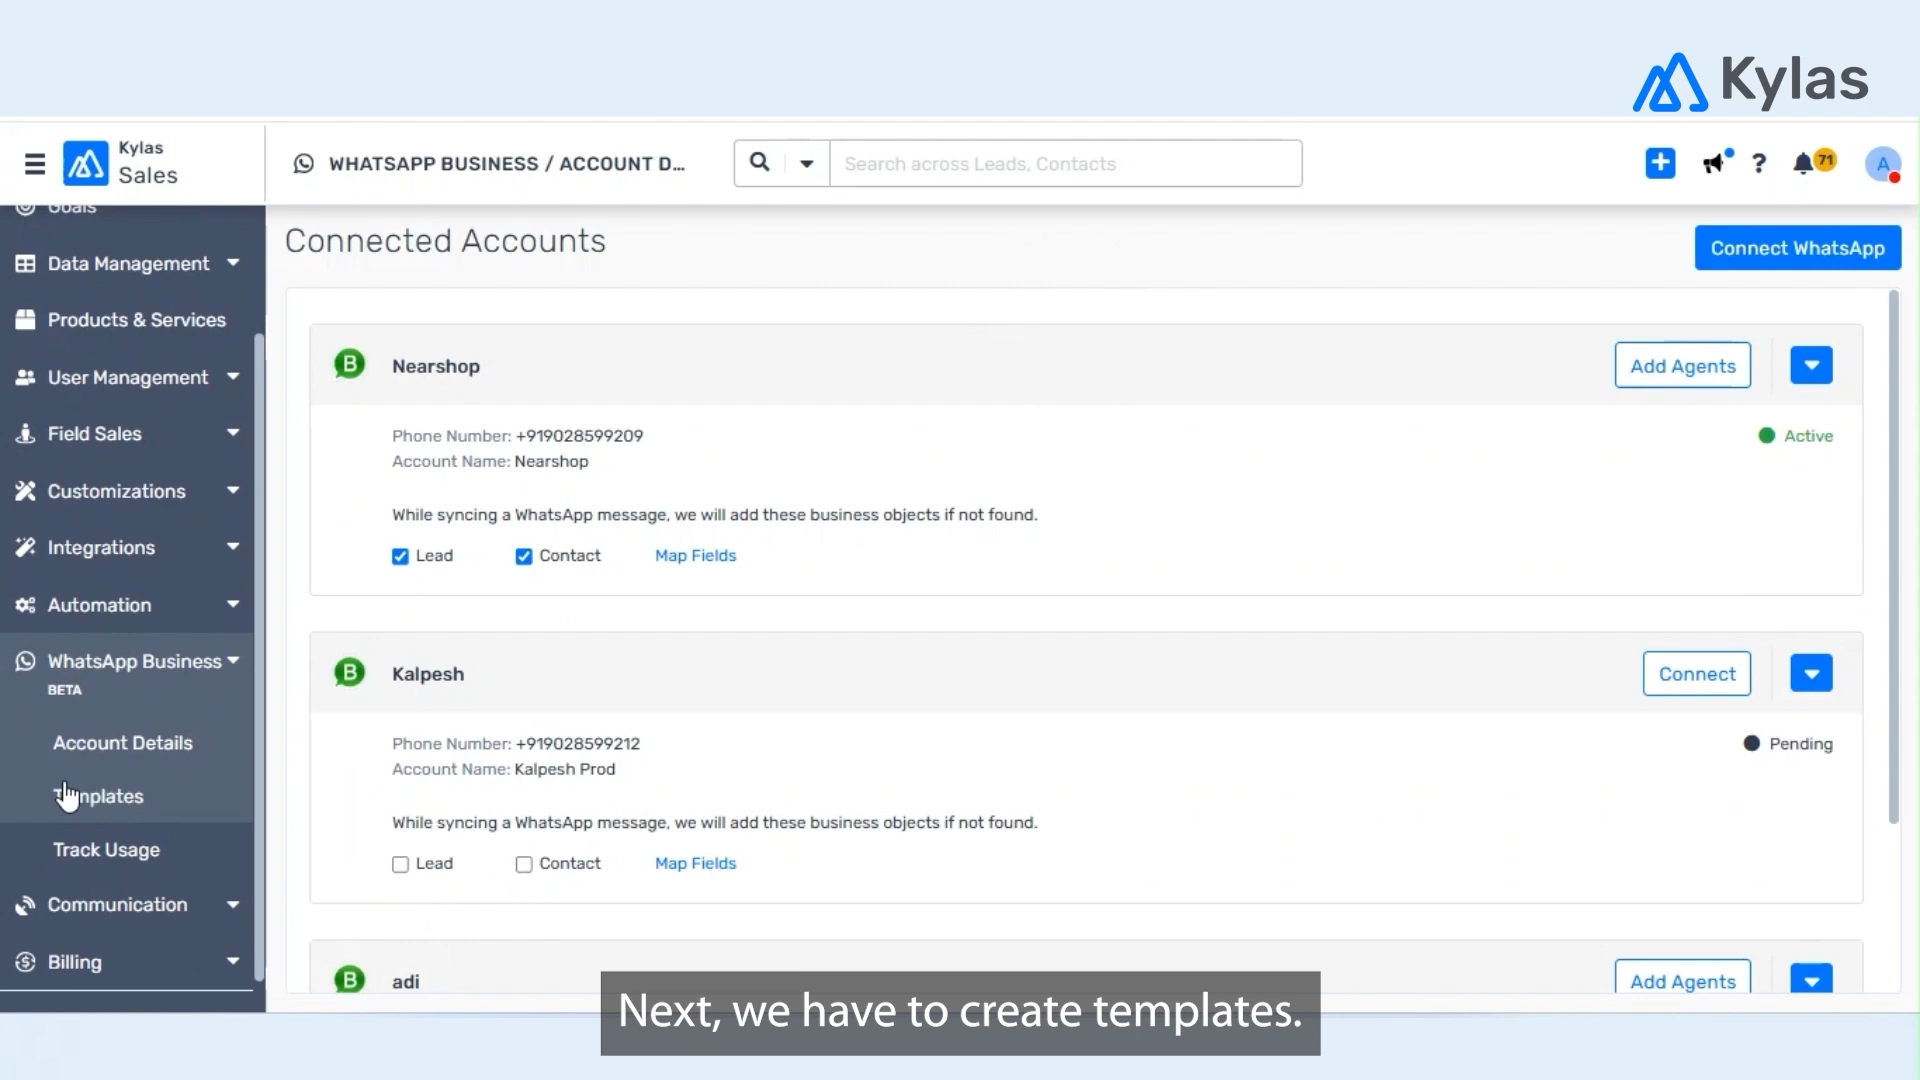 Kylas
Kylas
Sales
WHATSAPP BUSINESS / ACCOUNT D...
Search across Leads, Contacts
?
71
A
Goals
Data Management
Products & Services
User Management
Field Sales
Customizations
Integrations
Automation
WhatsApp Business
BETA
Account Details
Templates
Track Usage
Communication
Billing
Connected Accounts
Connect WhatsApp
B
Nearshop
Add Agents
Phone Number: +919028599209
Active
Account Name: Nearshop
While syncing a WhatsApp message, we will add these business objects if not found.
Lead Contact Map Fields
B
Kalpesh
Connect
Phone Number: +919028599212
Pending
Account Name: Kalpesh Prod
While syncing a WhatsApp message, we will add these business objects if not found.
Lead Contact Map Fields
B
adi
Add Agents
Next, we have to create templates.